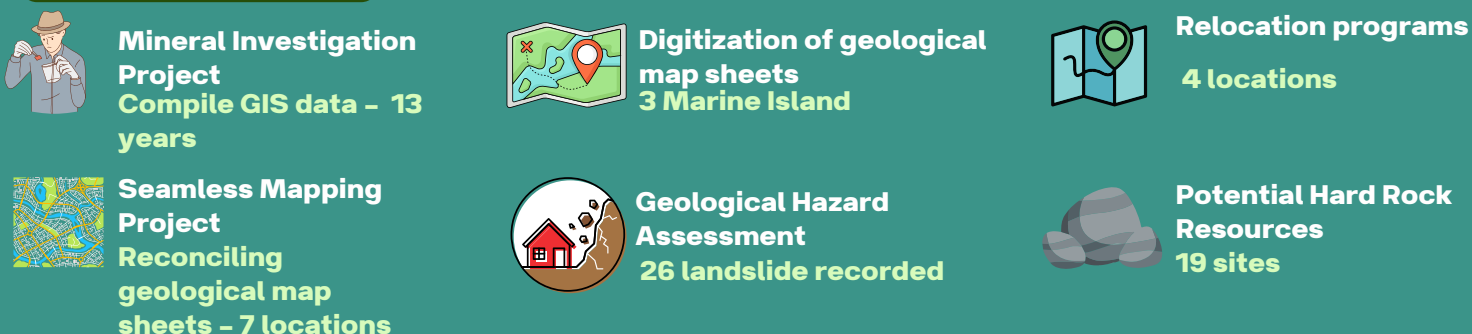 Mineral Investigation
Project
Compile GIS data – 13
years
Digitization of geological
map sheets
3 Marine Island
Relocation programs
4 locations
Seamless Mapping
Project
Reconciling
geological map
sheets – 7 locations
Geological Hazard
Assessment
26 landslide recorded
Potential Hard Rock
Resources
19 sites